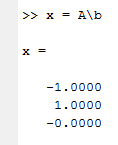 >> x = A\b
x =
-1.0000
1.0000
-0.0000